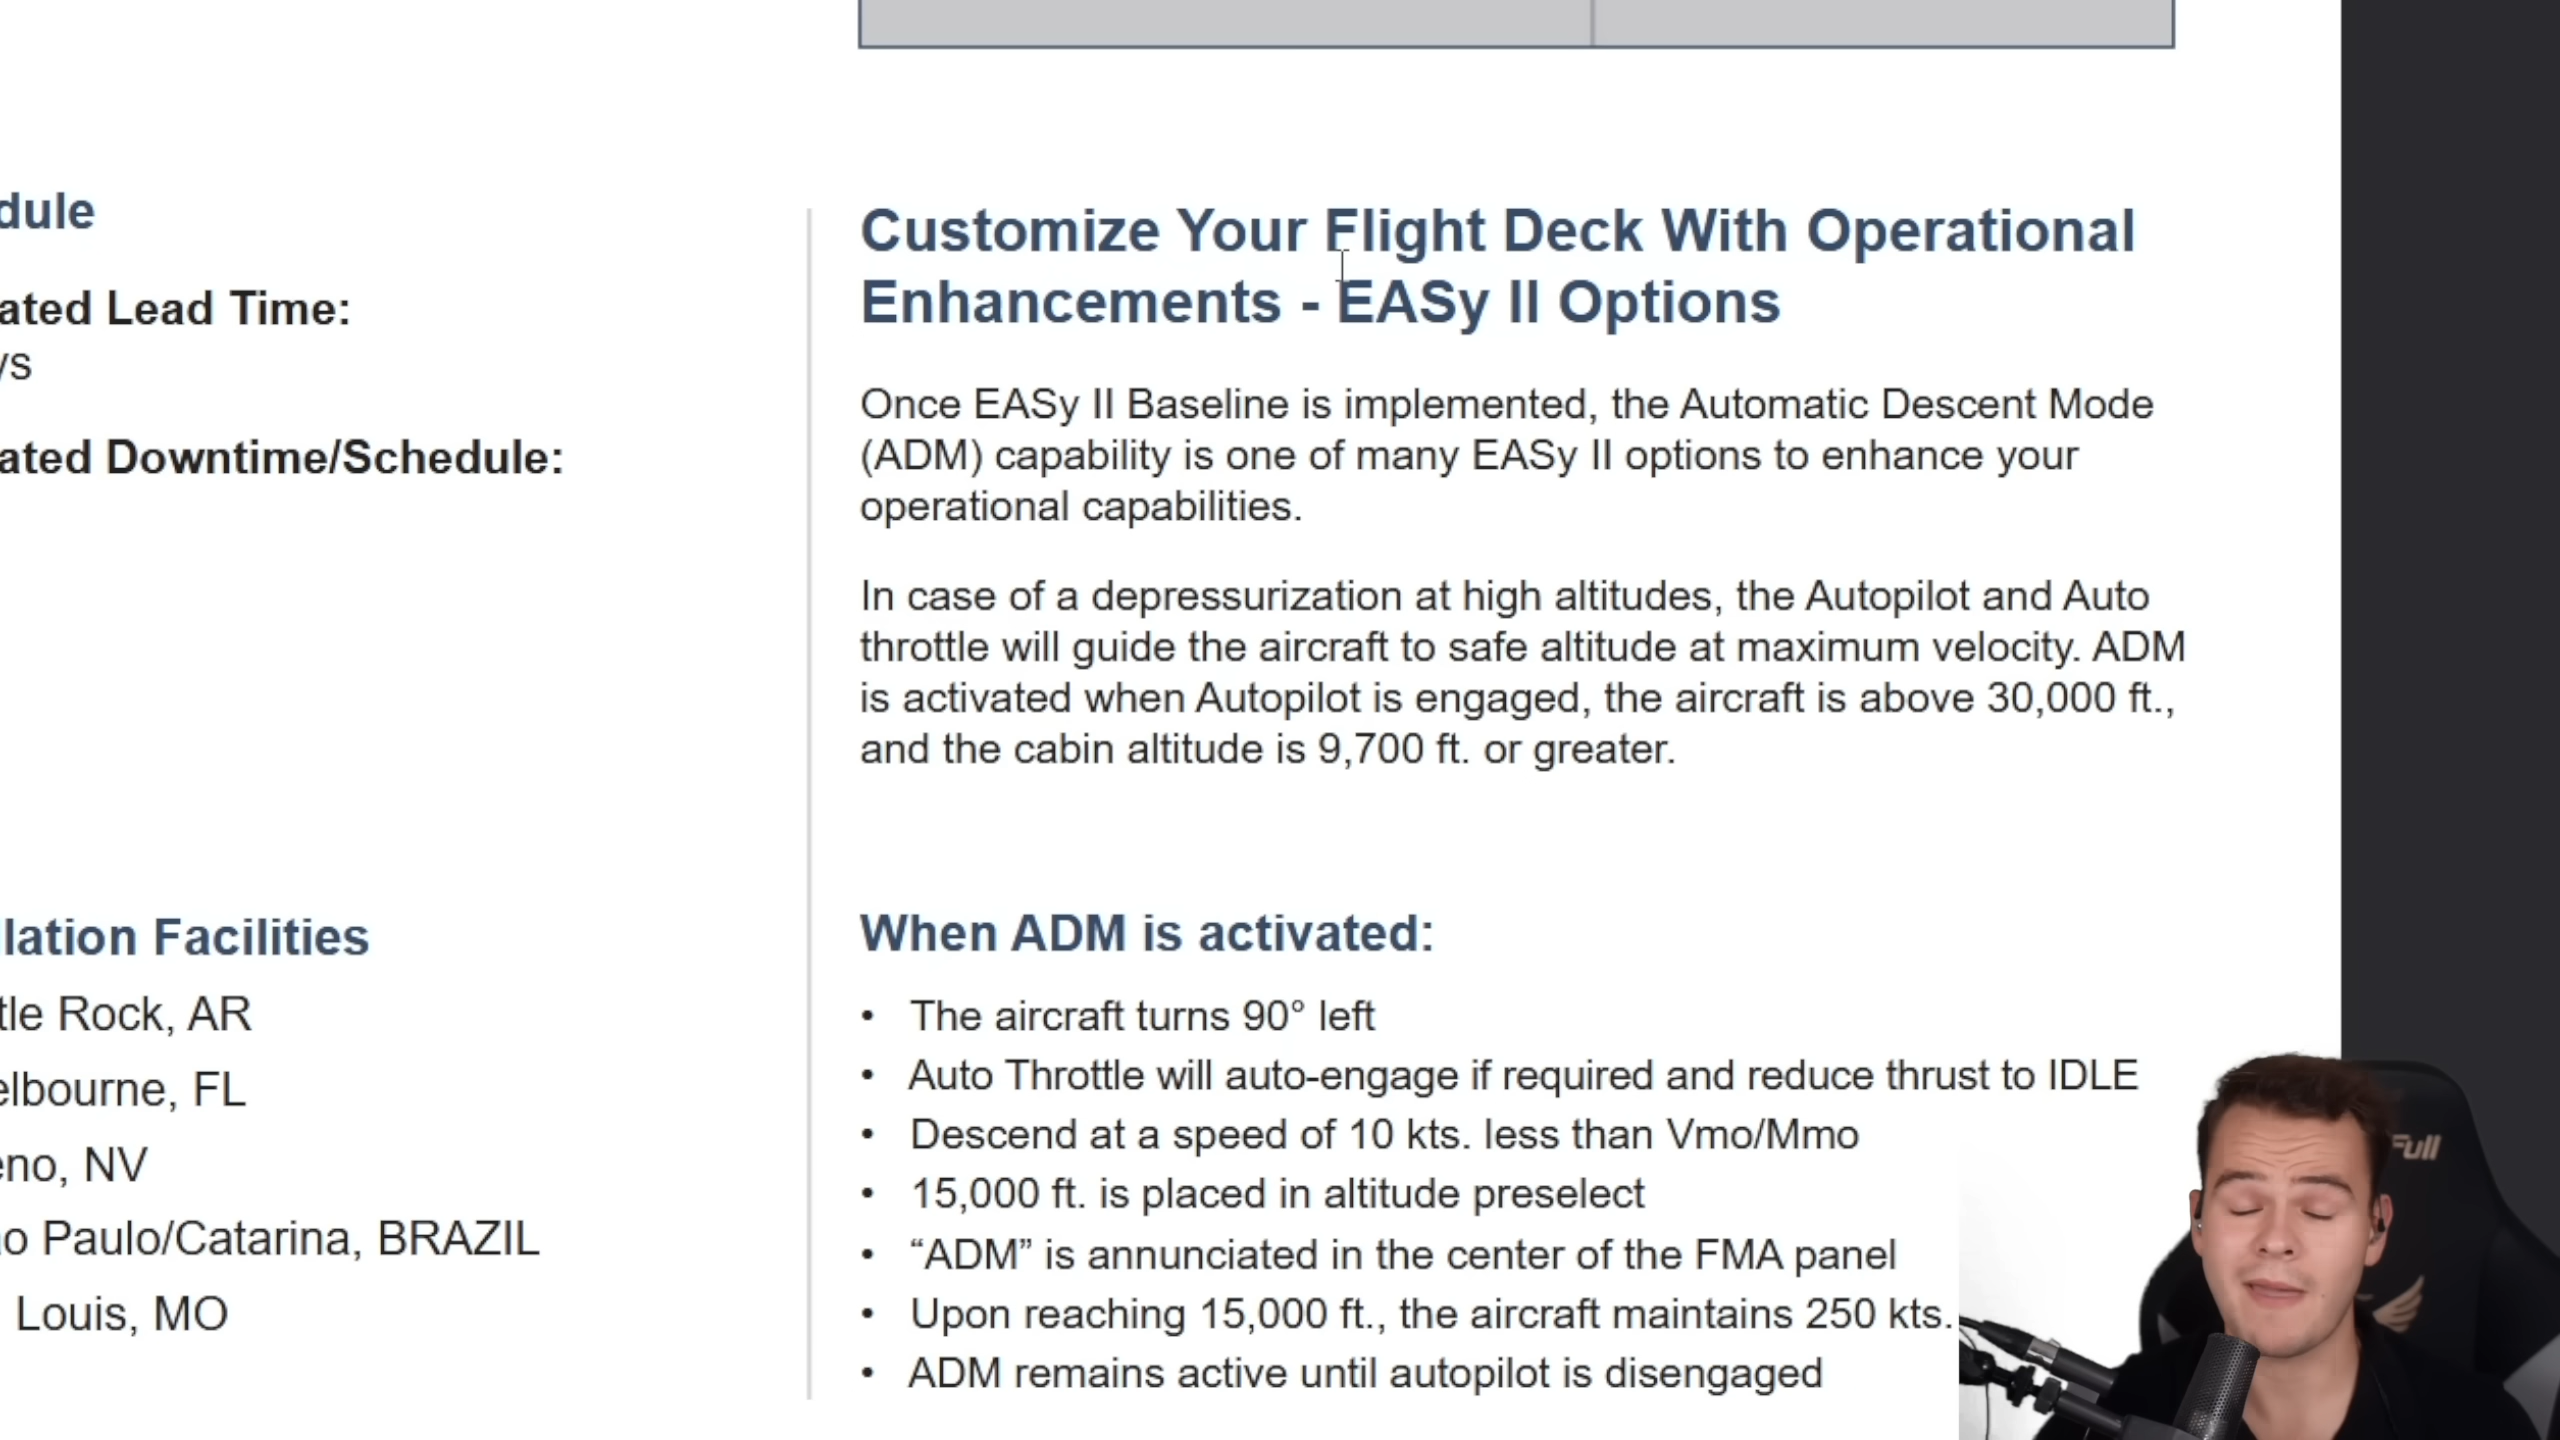 dule
ated Lead Time:
ys
ated Downtime/Schedule:
lation Facilities
tle Rock, AR
elbourne, FL
eno, NV
ao Paulo/Catarina, BRAZIL
Louis, MO
Customize Your Flight Deck With Operational
Enhancements - EASy II Options
Once EASy II Baseline is implemented, the Automatic Descent Mode
(ADM) capability is one of many EASy II options to enhance your
operational capabilities.
In case of a depressurization at high altitudes, the Autopilot and Auto
throttle will guide the aircraft to safe altitude at maximum velocity. ADM
is activated when Autopilot is engaged, the aircraft is above 30,000 ft.,
and the cabin altitude is 9,700 ft. or greater.
When ADM is activated:
• The aircraft turns 90° left
• Auto Throttle will auto-engage if required and reduce thrust to IDLE
• Descend at a speed of 10 kts. less than Vmo/Mmo
• 15,000 ft. is placed in altitude preselect
• “ADM” is annunciated in the center of the FMA panel
• Upon reaching 15,000 ft., the aircraft maintains 250 kts.
• ADM remains active until autopilot is disengaged
Full